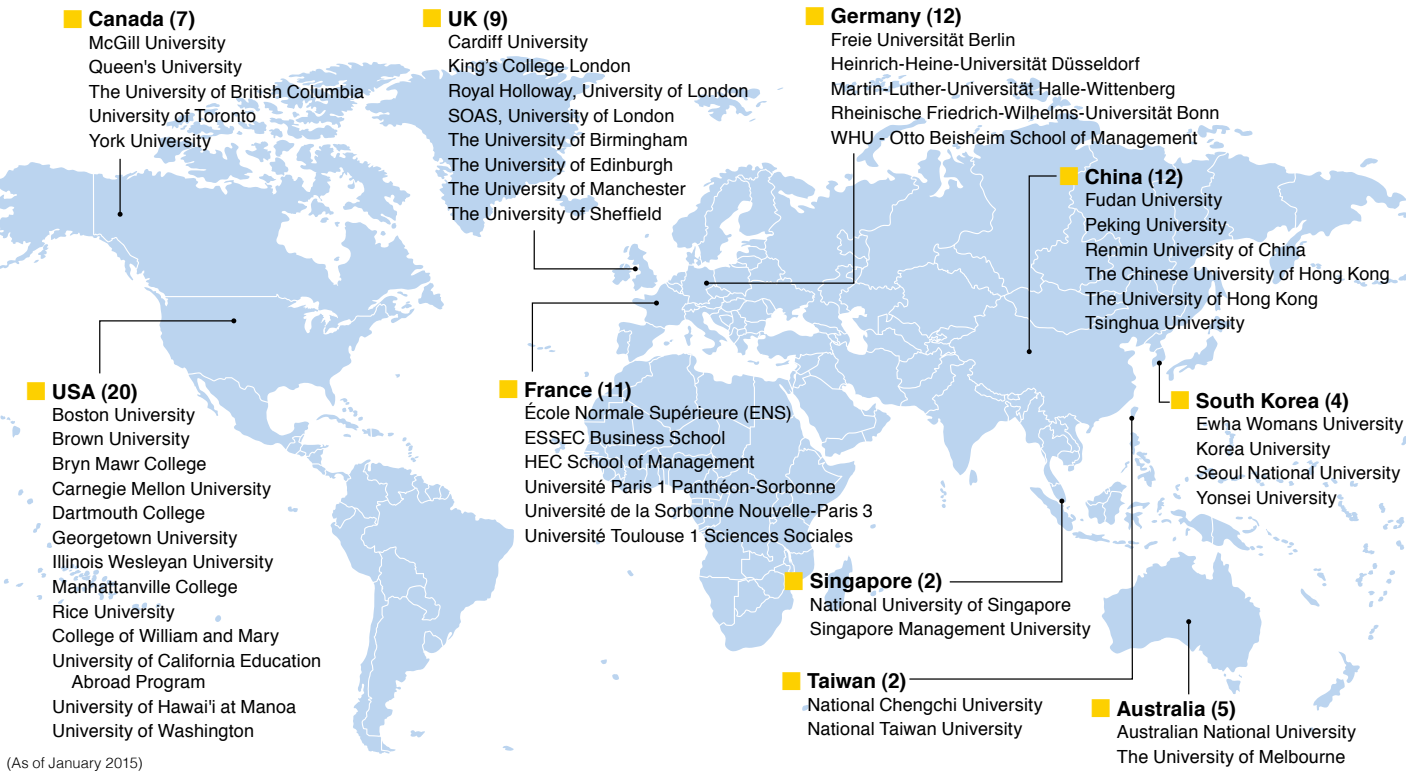 Canada (7)
McGill University
Queen's University
The University of British Columbia
University of Toronto
York University
UK (9)
Cardiff University
King's College London
Royal Holloway, University of London
SOAS, University of London
The University of Birmingham
The University of Edinburgh
The University of Manchester
The University of Sheffield
Germany (12)
Freie Universität Berlin
Heinrich-Heine-Universität Düsseldorf
Martin-Luther-Universität Halle-Wittenberg
Rheinische Friedrich-Wilhelms-Universität Bonn
WHU - Otto Beisheim School of Management
China (12)
Fudan University
Peking University
Renmin University of China
The Chinese University of Hong Kong
The University of Hong Kong
Tsinghua University
USA (20)
Boston University
Brown University
Bryn Mawr College
Carnegie Mellon University
Dartmouth College
Georgetown University
Illinois Wesleyan University
Manhattanville College
Rice University
College of William and Mary
University of California Education
Abroad Program
University of Hawai'i at Manoa
University of Washington
France (11)
École Normale Supérieure (ENS)
ESSEC Business School
HEC School of Management
Université Paris 1 Panthéon-Sorbonne
Université de la Sorbonne Nouvelle-Paris 3
Université Toulouse 1 Sciences Sociales
South Korea (4)
Ewha Womans University
Korea University
Seoul National University
Yonsei University
Singapore (2)
National University of Singapore
Singapore Management University
Taiwan (2)
National Chengchi University
National Taiwan University
Australia (5)
Australian National University
The University of Melbourne
(As of January 2015)